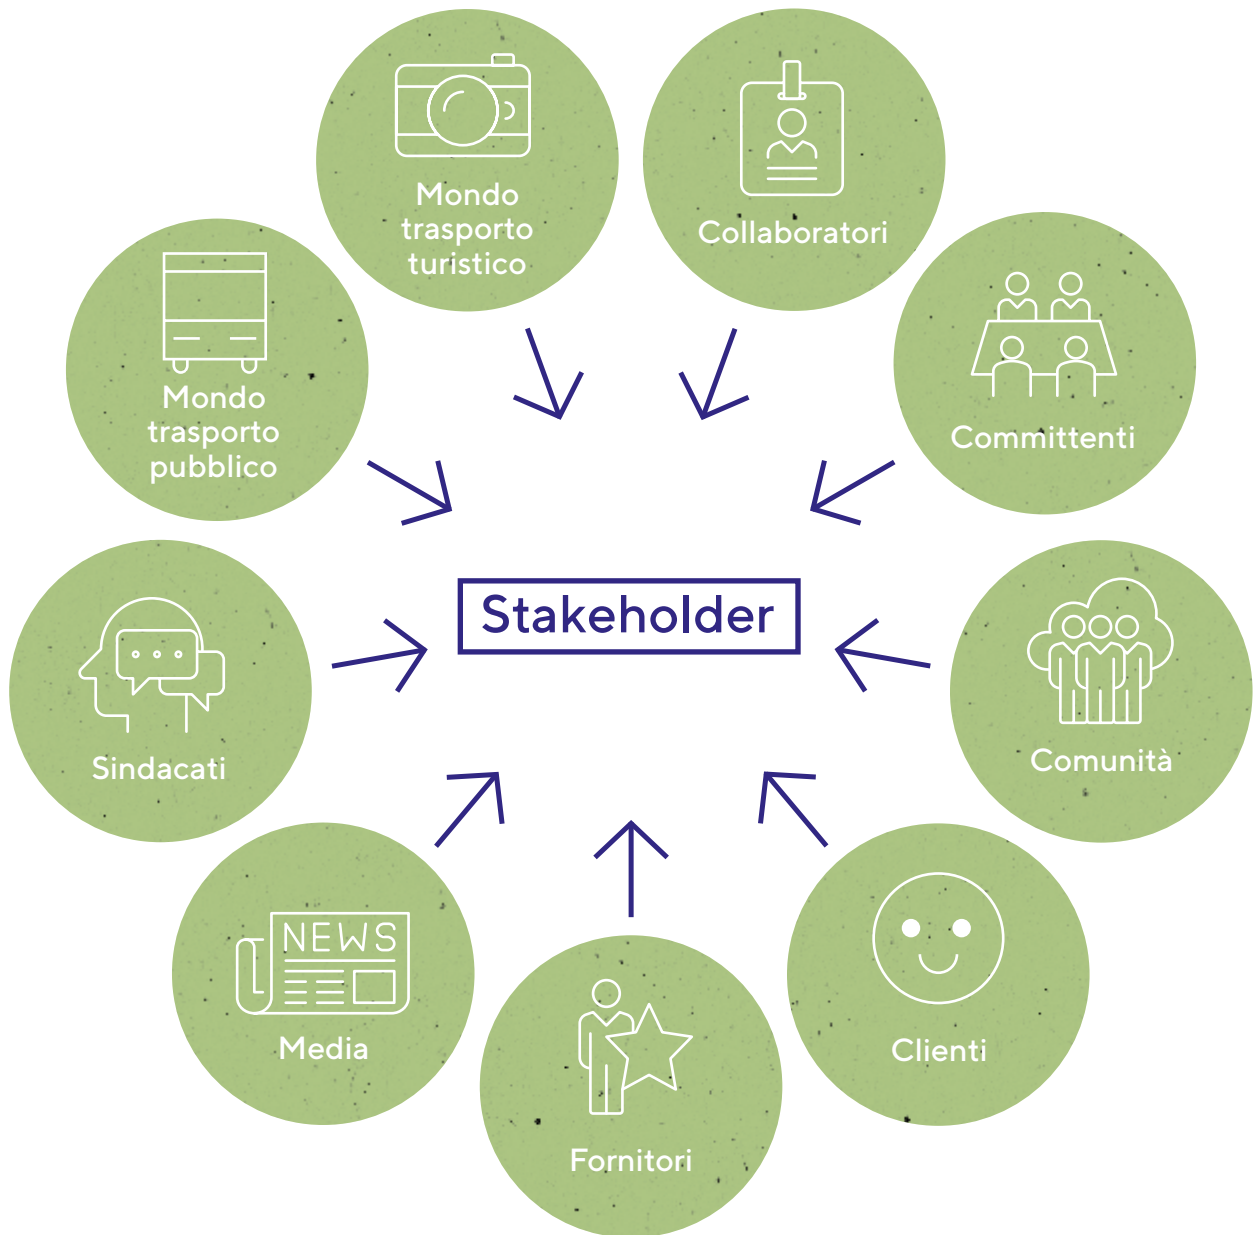 Mondo
trasporto
turistico
Collaboratori
Mondo
trasporto
pubblico
Committenti
Stakeholder
Sindacati
Comunità
NEWS
Media
Clienti
Fornitori